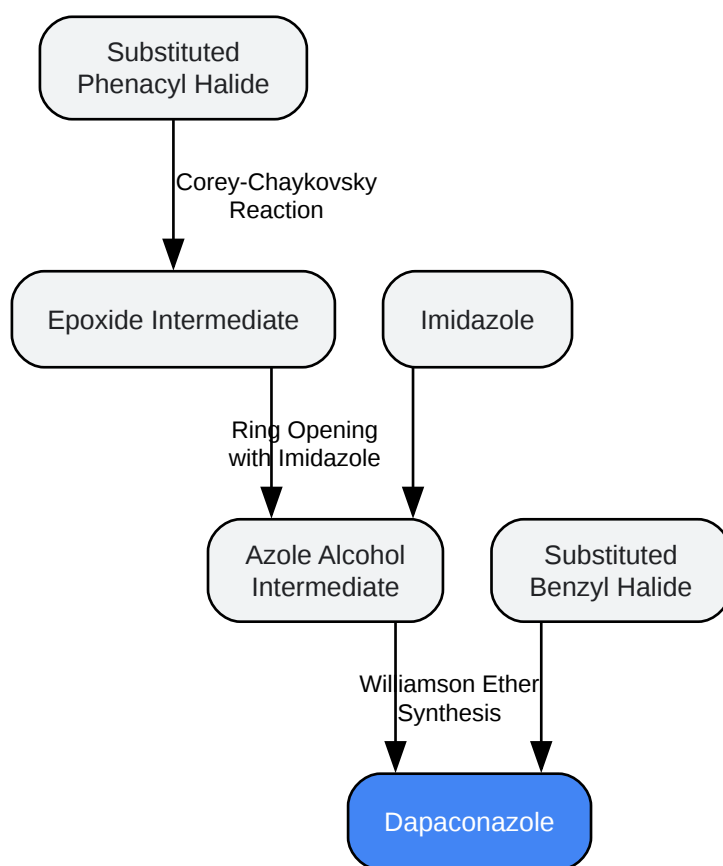 Substituted
Phenacyl Halide
Corey-Chaykovsky
Reaction
Epoxide Intermediate
Imidazole
Ring Opening
with Imidazole
Azole Alcohol
Intermediate
Substituted
Benzyl Halide
Williamson Ether
Synthesis
Dapaconazole